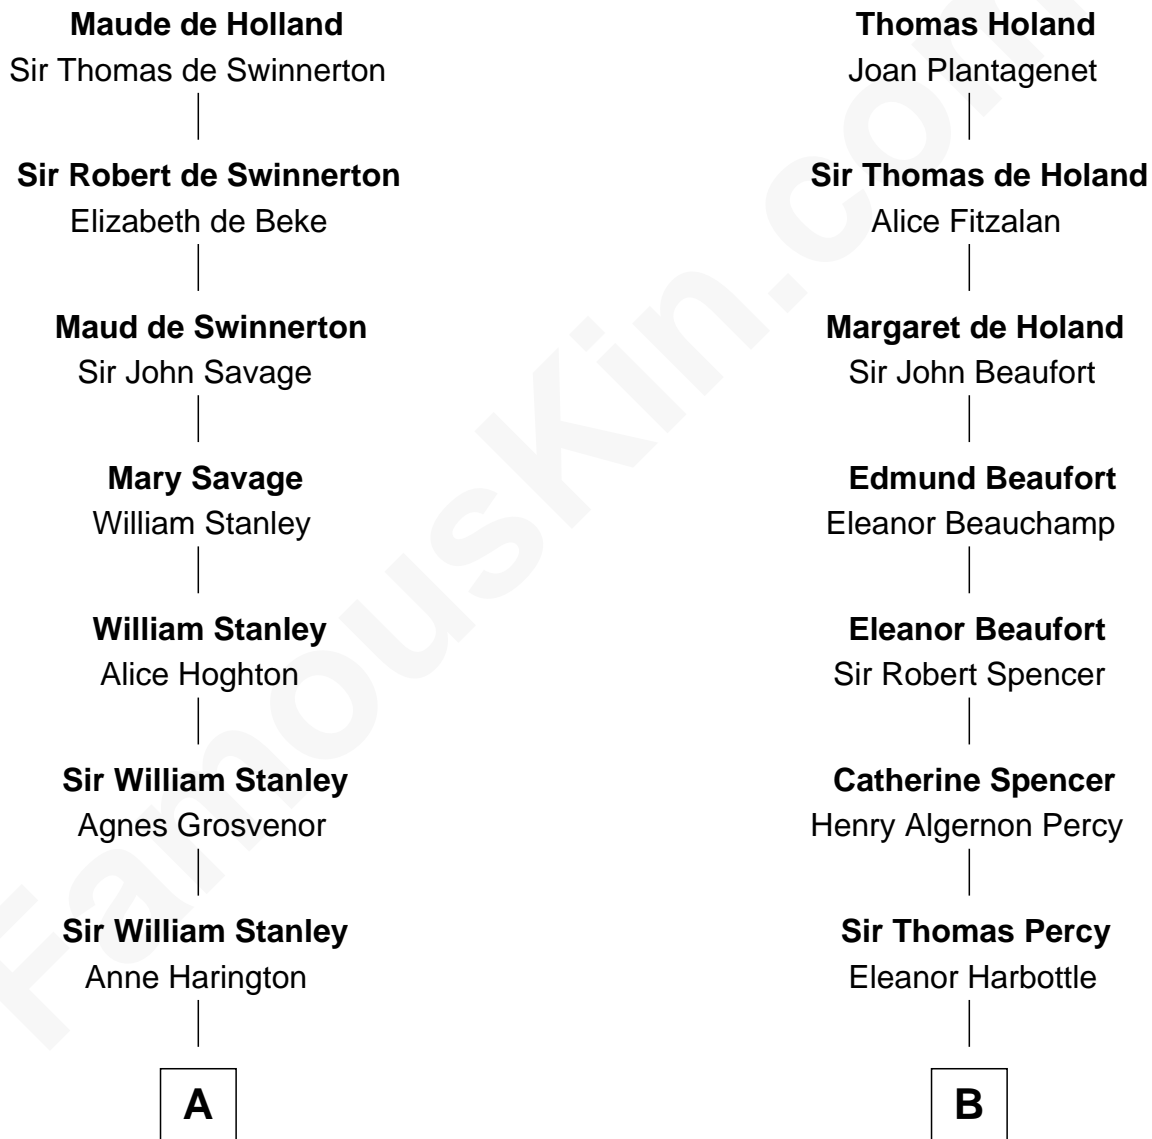 Maude de Holland
Sir Thomas de Swinnerton
Sir Robert de Swinnerton
Elizabeth de Beke
Maud de Swinnerton
Sir John Savage
Mary Savage
William Stanley
William Stanley
Alice Hoghton
Sir William Stanley
Agnes Grosvenor
Sir William Stanley
Anne Harington
A
Thomas Holand
Joan Plantagenet
Sir Thomas de Holand
Alice Fitzalan
Margaret de Holand
Sir John Beaufort
Edmund Beaufort
Eleanor Beauchamp
Eleanor Beaufort
Sir Robert Spencer
Catherine Spencer
Henry Algernon Percy
Sir Thomas Percy
Eleanor Harbottle
B
FamousKin.com